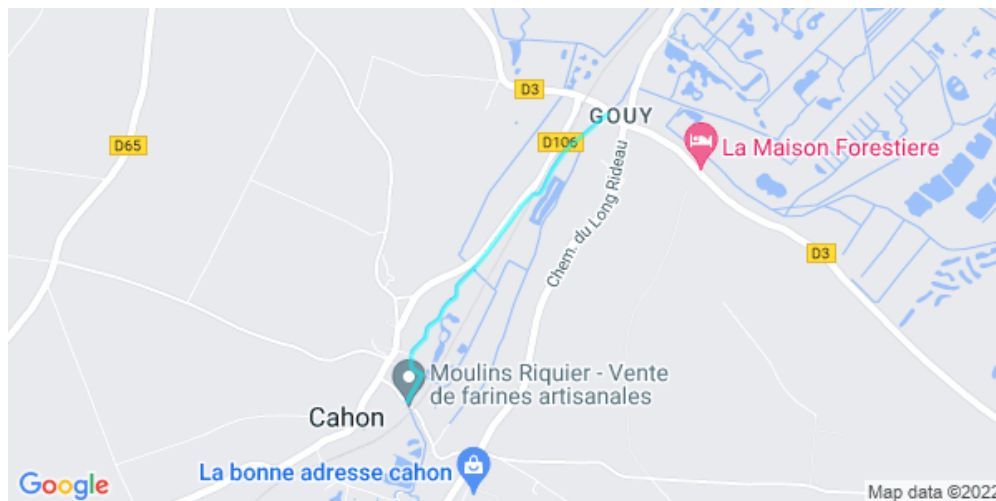 D3
GOUY
D65
D106
La Maison Forestiere
Chem. du Long Rideau
D3
Moulins Riquier - Vente
de farines artisanales
Cahon
La bonne adresse cahon
Google
Map data ©2022